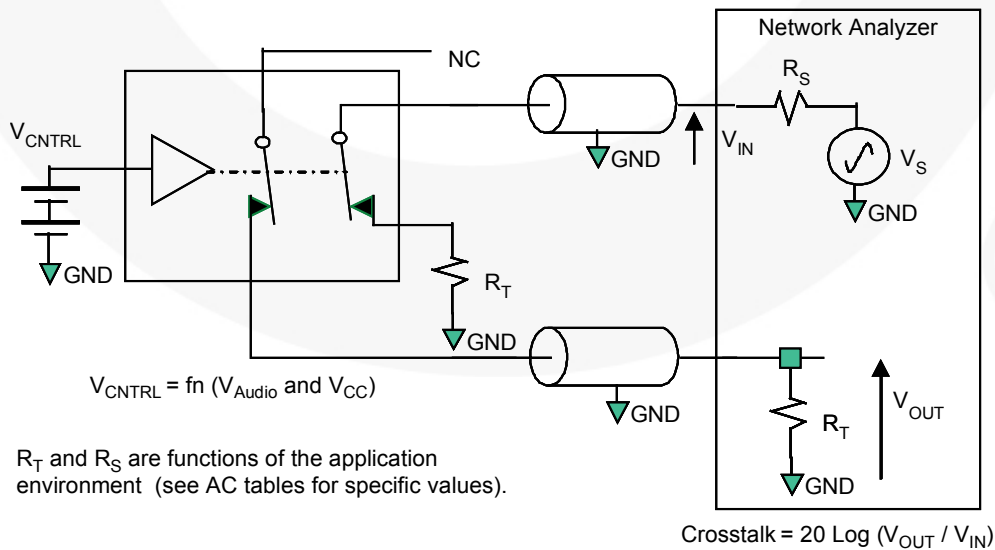 Network Analyzer
NC
R_S
V_CNTRL
GND
V_IN
V_S
GND
GND
R_T
GND
V_CNTRL = fn (V_Audio and V_CC)
GND
R_T
V_OUT
R_T and R_S are functions of the application
environment (see AC tables for specific values).
GND
Crosstalk = 20 Log (V_OUT / V_IN)